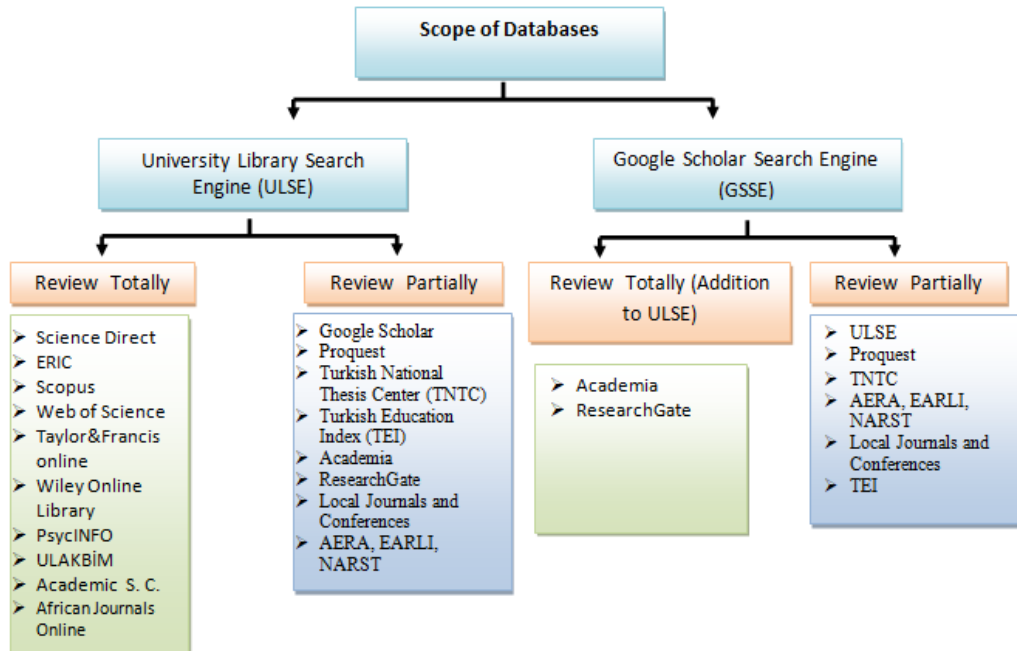 Scope of Databases
University Library Search
Engine (ULSE)
Google Scholar Search Engine
(GSSE)
Review Totally
Science Direct
ERIC
Scopus
Web of Science
Taylor&Francis
online
Wiley Online
Library
PsycINFO
ULAKBİM
Academic S. C.
African Journals
Online
Review Partially
Google Scholar
Proquest
Turkish National
Thesis Center (TNTC)
Turkish Education
Index (TEI)
Academia
ResearchGate
Local Journals and
Conferences
AERA, EARLI,
NARST
Review Totally (Addition
to ULSE)
Academia
ResearchGate
Review Partially
ULSE
Proquest
TNTC
AERA, EARLI,
NARST
Local Journals and
Conferences
TEI